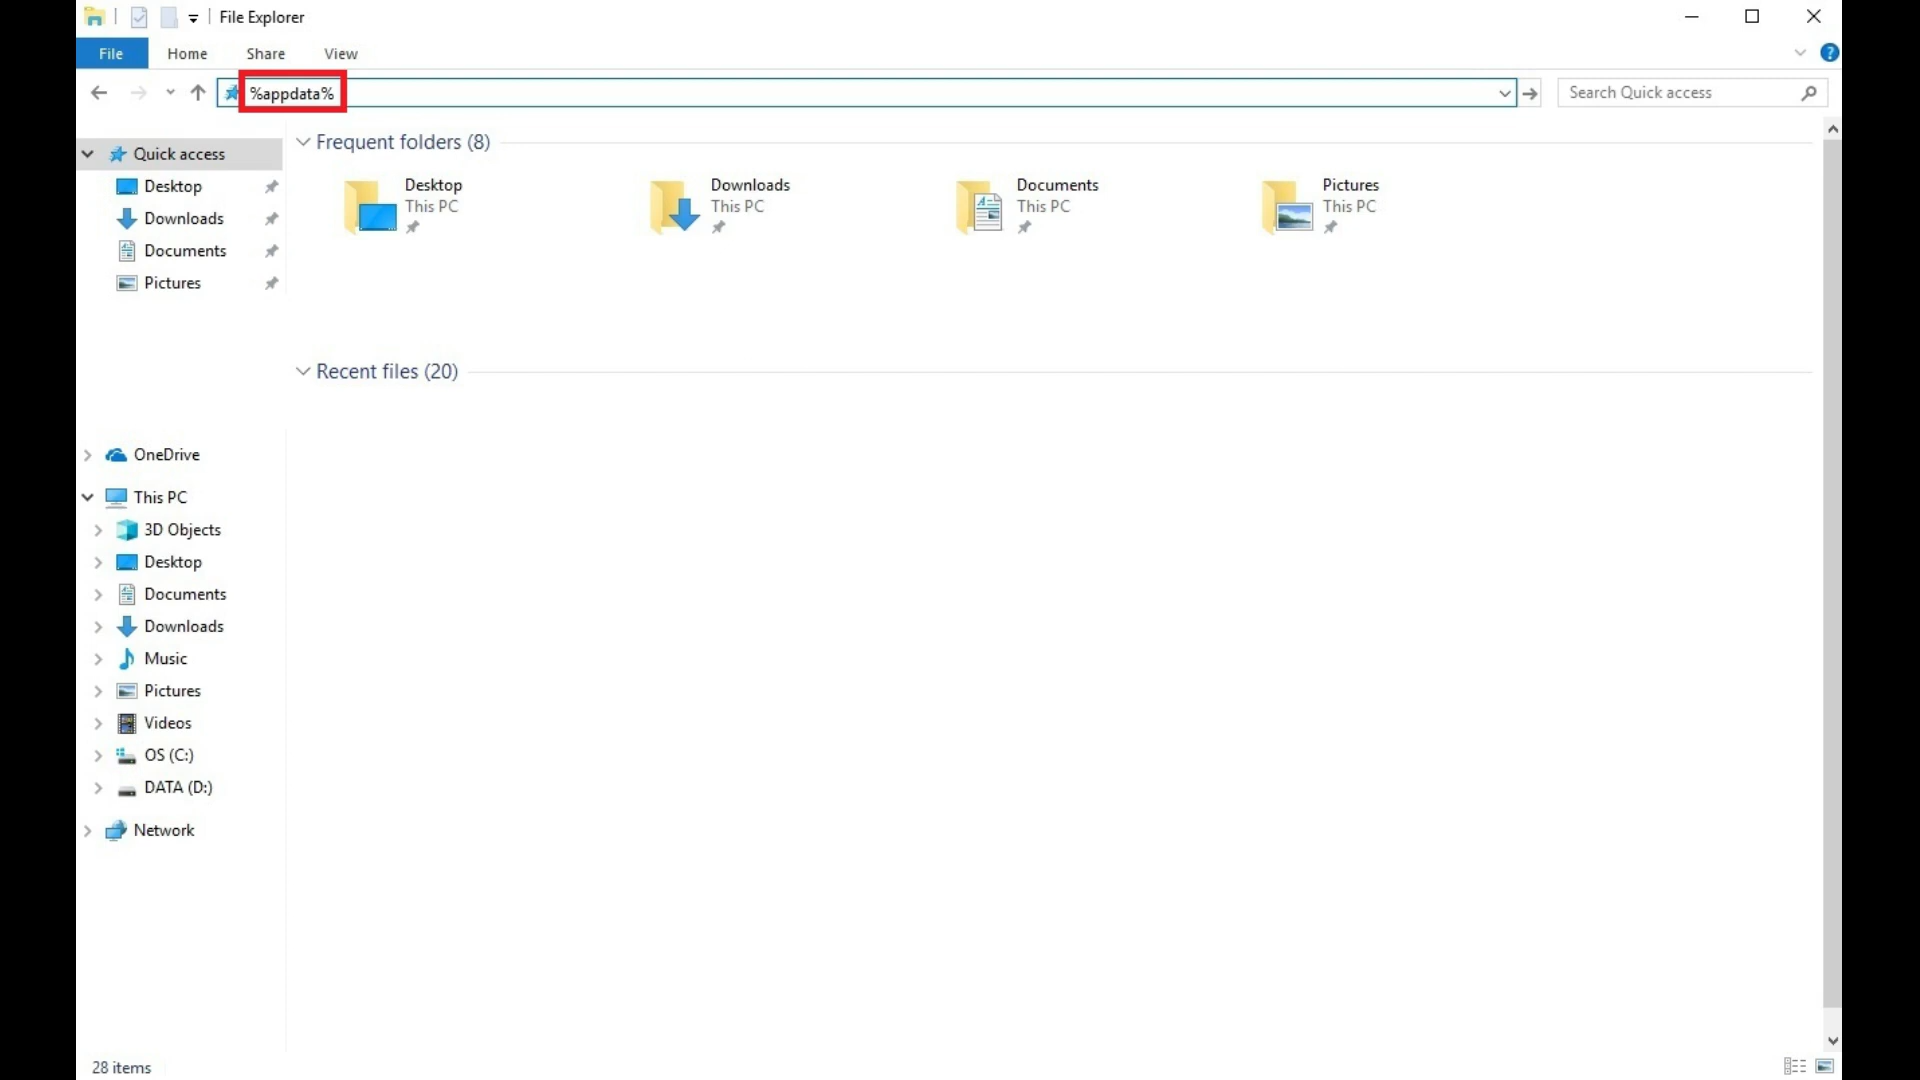 File Explorer
File
Home
Share
View
?
%appdata%
Search Quick access
Quick access
Desktop
Downloads
Documents
Pictures
Frequent folders (8)
Desktop
This PC
Downloads
This PC
Documents
This PC
Pictures
This PC
Recent files (20)
OneDrive
This PC
3D Objects
Desktop
Documents
Downloads
Music
Pictures
Videos
OS (C:)
DATA (D:)
Network
28 items